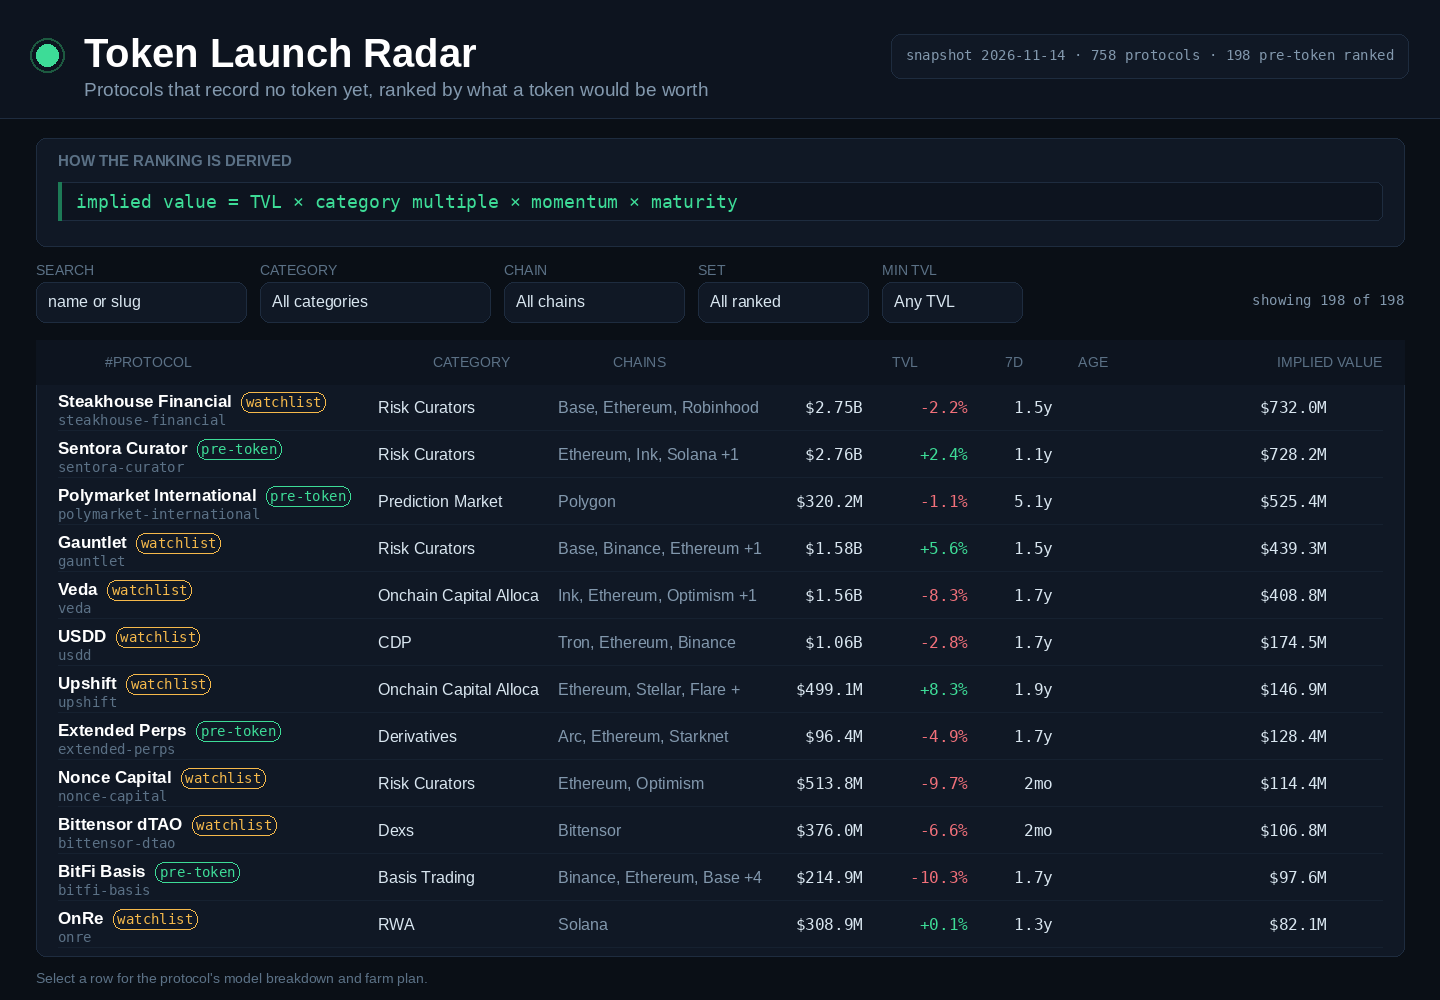 Token Launch Radar
Protocols that record no token yet, ranked by what a token would be worth
snapshot 2026-11-14 · 758 protocols · 198 pre-token ranked
HOW THE RANKING IS DERIVED
implied value = TVL × category multiple × momentum × maturity
SEARCH CATEGORY CHAIN SET MIN TVL
name or slug All categories All chains All ranked Any TVL showing 198 of 198
#PROTOCOL CATEGORY CHAINS TVL 7D AGE IMPLIED VALUE
Steakhouse Financial watchlist Risk Curators Base, Ethereum, Robinhood $2.75B -2.2% 1.5y $732.0M
steakhouse-financial
Sentora Curator pre-token Risk Curators Ethereum, Ink, Solana +1 $2.76B +2.4% 1.1y $728.2M
sentora-curator
Polymarket International pre-token Prediction Market Polygon $320.2M -1.1% 5.1y $525.4M
polymarket-international
Gauntlet watchlist Risk Curators Base, Binance, Ethereum +1 $1.58B +5.6% 1.5y $439.3M
gauntlet
Veda watchlist Onchain Capital Alloca Ink, Ethereum, Optimism +1 $1.56B -8.3% 1.7y $408.8M
veda
USDD watchlist CDP Tron, Ethereum, Binance $1.06B -2.8% 1.7y $174.5M
usdd
Upshift watchlist Onchain Capital Alloca Ethereum, Stellar, Flare + $499.1M +8.3% 1.9y $146.9M
upshift
Extended Perps pre-token Derivatives Arc, Ethereum, Starknet $96.4M -4.9% 1.7y $128.4M
extended-perps
Nonce Capital watchlist Risk Curators Ethereum, Optimism $513.8M -9.7% 2mo $114.4M
nonce-capital
Bittensor dTAO watchlist Dexs Bittensor $376.0M -6.6% 2mo $106.8M
bittensor-dtao
BitFi Basis pre-token Basis Trading Binance, Ethereum, Base +4 $214.9M -10.3% 1.7y $97.6M
bitfi-basis
OnRe watchlist RWA Solana $308.9M +0.1% 1.3y $82.1M
onre
Select a row for the protocol's model breakdown and farm plan.